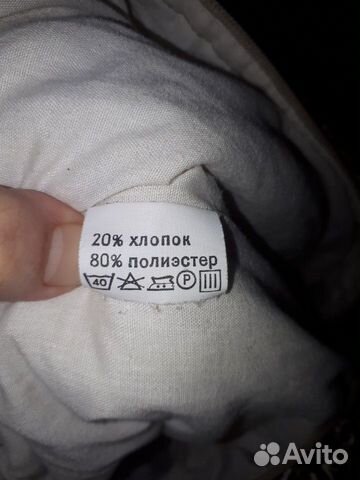 20% хлопок
80% полиэстер
40 P
Avito